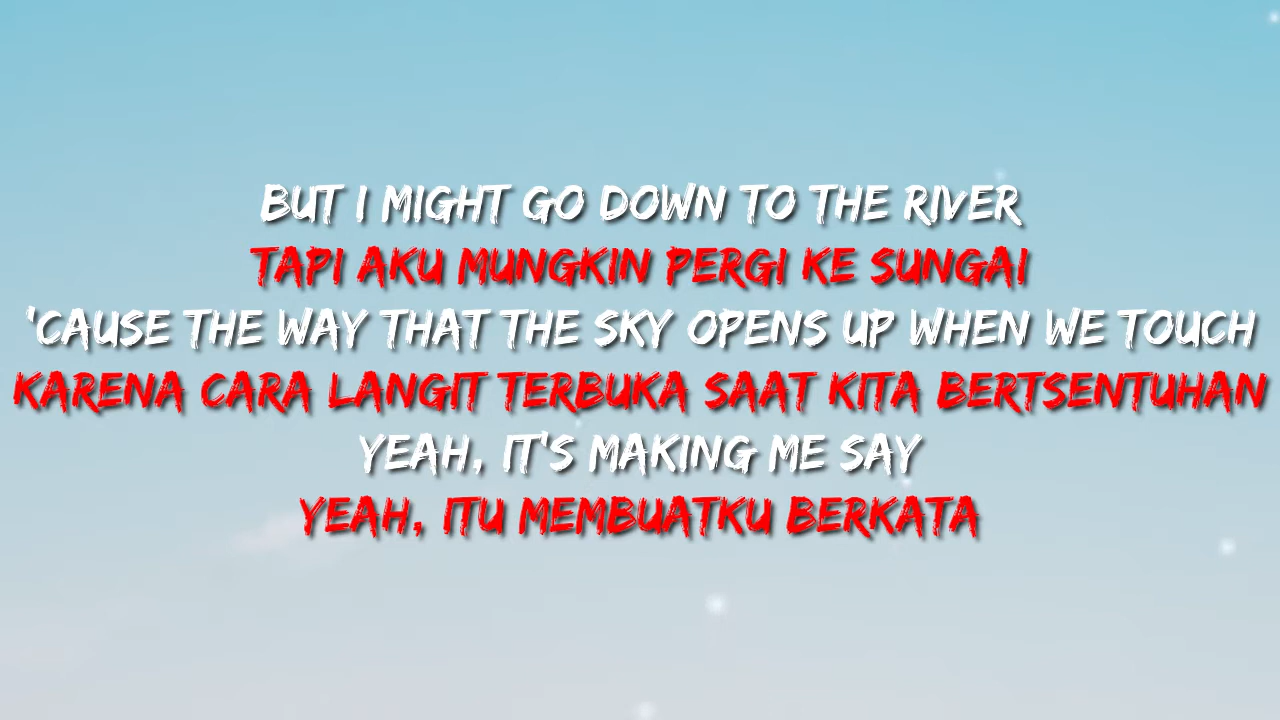 BUT I MIGHT GO DOWN TO THE RIVER
TAPI AKU MUNGKIN PERGI KE SUNGAI
'CAUSE THE WAY THAT THE SKY OPENS UP WHEN WE TOUCH
KARENA CARA LANGIT TERBUKA SAAT KITA BERTSENTUHAN
YEAH, IT'S MAKING ME SAY
YEAH, ITU MEMBUATKU BERKATA